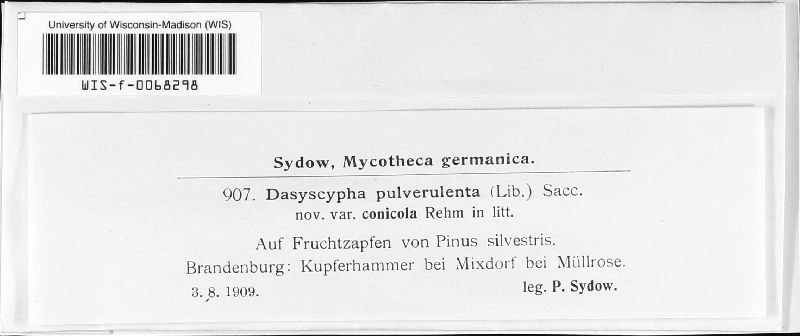 University of Wisconsin-Madison (WIS)
WIS-f-0068298
Sydow, Mycotheca germanica.
907. Dasyscypha pulverulenta (Lib.) Sacc.
nov. var. conicola Rehm in litt.
Auf Fruchtzapfen von Pinus silvestris.
Brandenburg: Kupferhammer bei Mixdorf bei Müllrose.
3. 8. 1909. leg. P. Sydow.